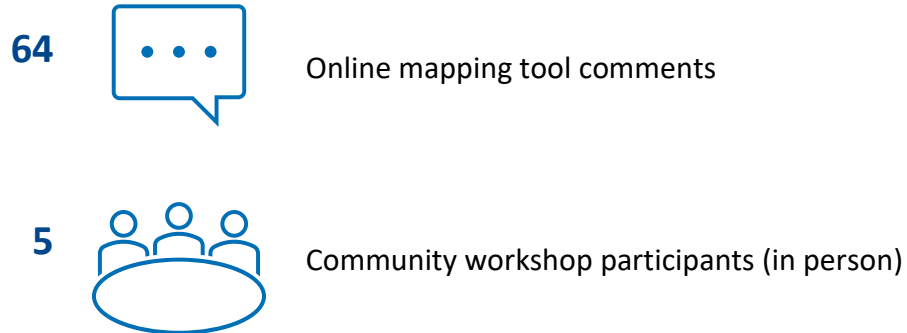 64
Online mapping tool comments
5
Community workshop participants (in person)